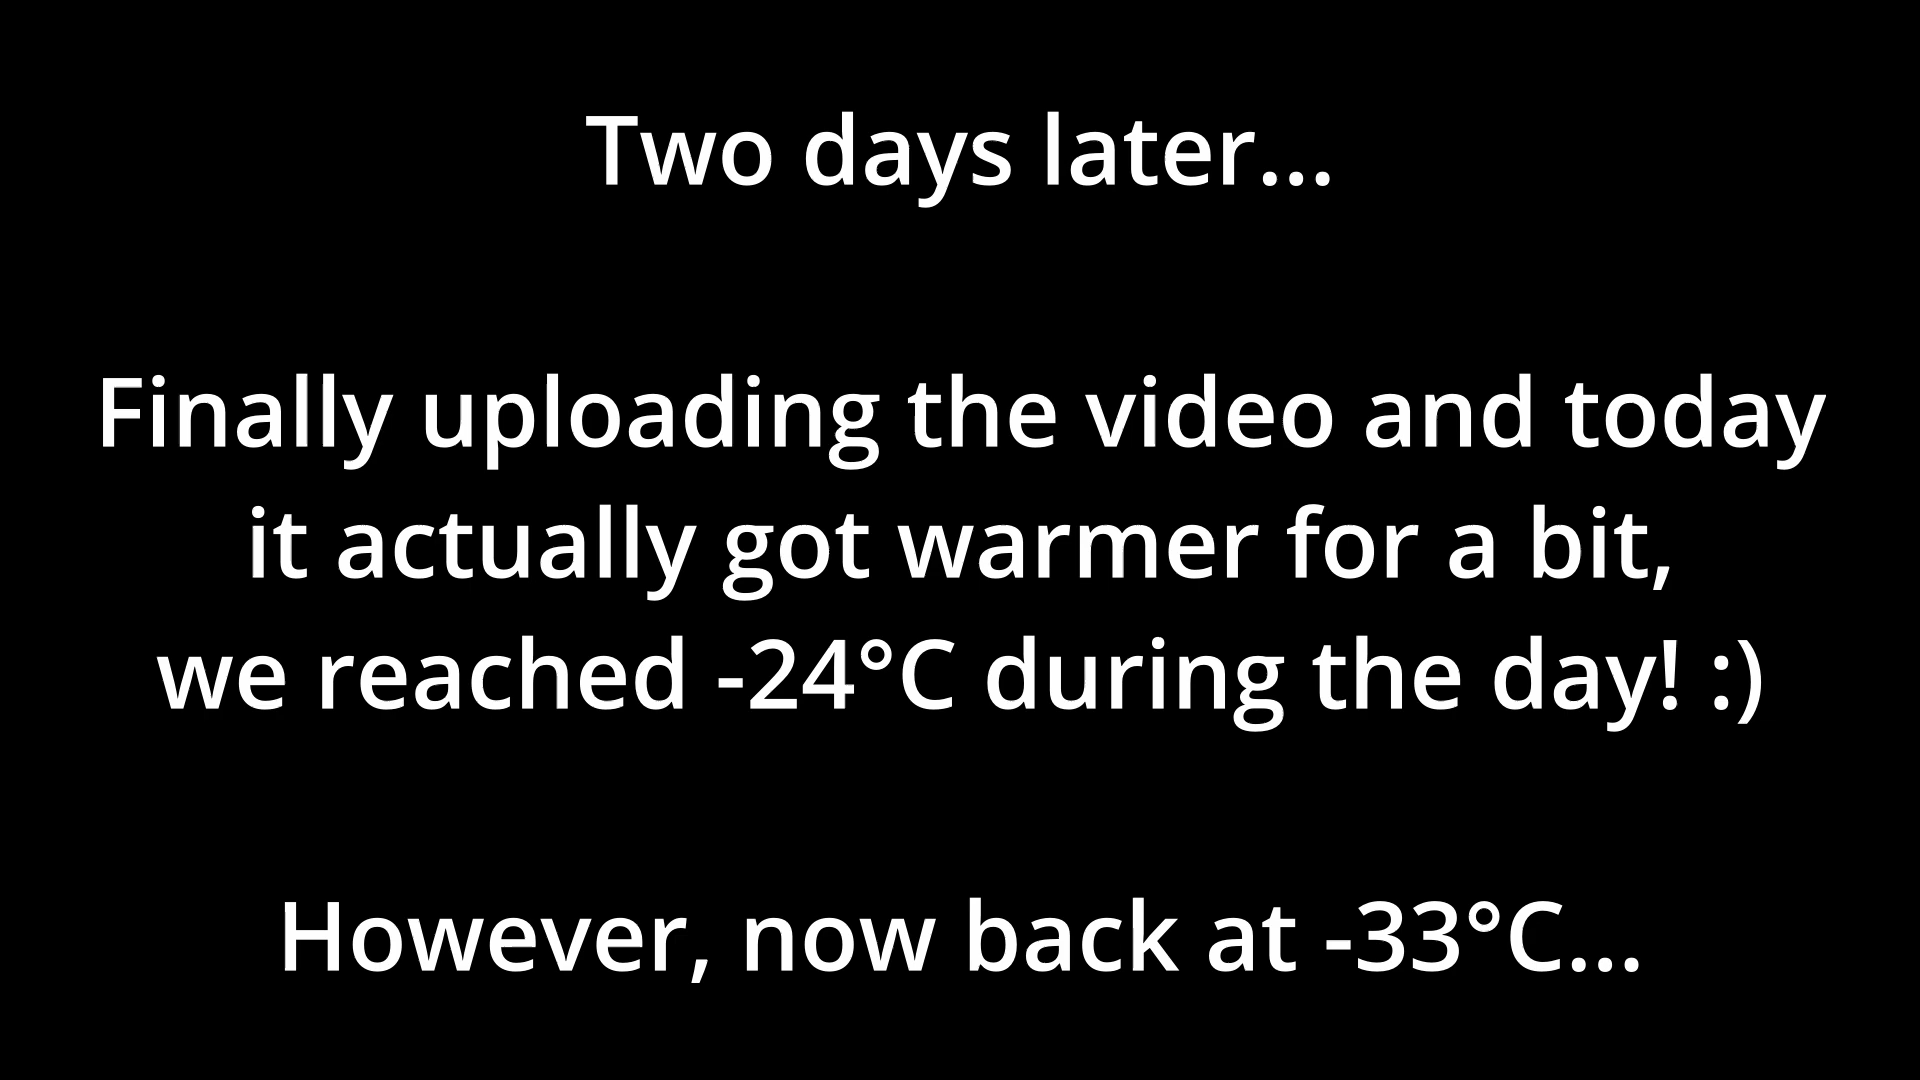 Two days later...
Finally uploading the video and today
it actually got warmer for a bit,
we reached -24°C during the day! :)
However, now back at -33°C...